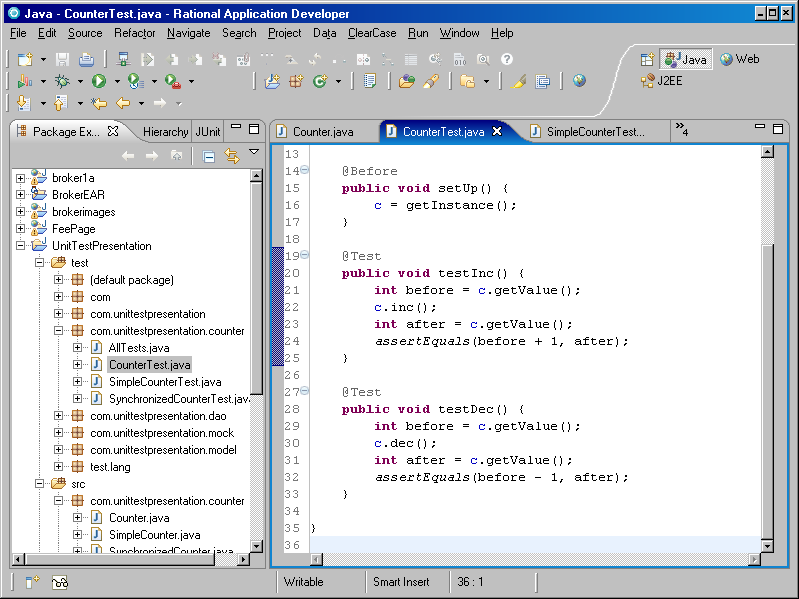 Java - CounterTest.java - Rational Application Developer
File Edit Source Refactor Navigate Search Project Data ClearCase Run Window Help
Java Web
J2EE
Package Ex... Hierarchy JUnit
Counter.java CounterTest.java SimpleCounterTest... »4
broker1a
BrokerEAR
brokerimages
FeePage
UnitTestPresentation
test
(default package)
com
com.unittestpresentation
com.unittestpresentation.counter
AllTests.java
CounterTest.java
SimpleCounterTest.java
SynchronizedCounterTest.java
com.unittestpresentation.dao
com.unittestpresentation.mock
com.unittestpresentation.model
test.lang
src
com.unittestpresentation.counter
Counter.java
SimpleCounter.java
SynchronizedCounter.java
13
14 @Before
15 public void setUp() {
16 c = getInstance();
17 }
18
19 @Test
20 public void testInc() {
21 int before = c.getValue();
22 c.inc();
23 int after = c.getValue();
24 assertEquals(before + 1, after);
25 }
26
27 @Test
28 public void testDec() {
29 int before = c.getValue();
30 c.dec();
31 int after = c.getValue();
32 assertEquals(before - 1, after);
33 }
34
35 }
36
Writable Smart Insert 36 : 1